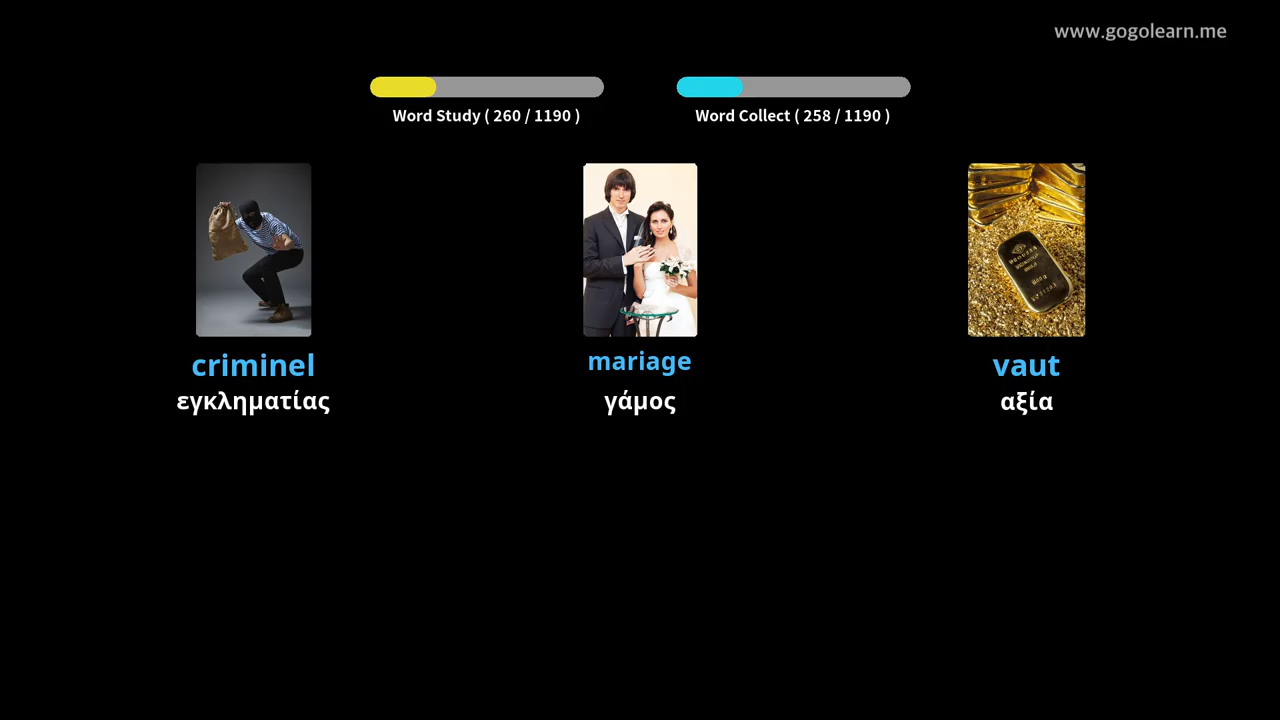 www.gogolearn.me
Word Study ( 260 / 1190 )
Word Collect ( 258 / 1190 )
criminel
εγκληματίας
mariage
γάμος
vaut
αξία